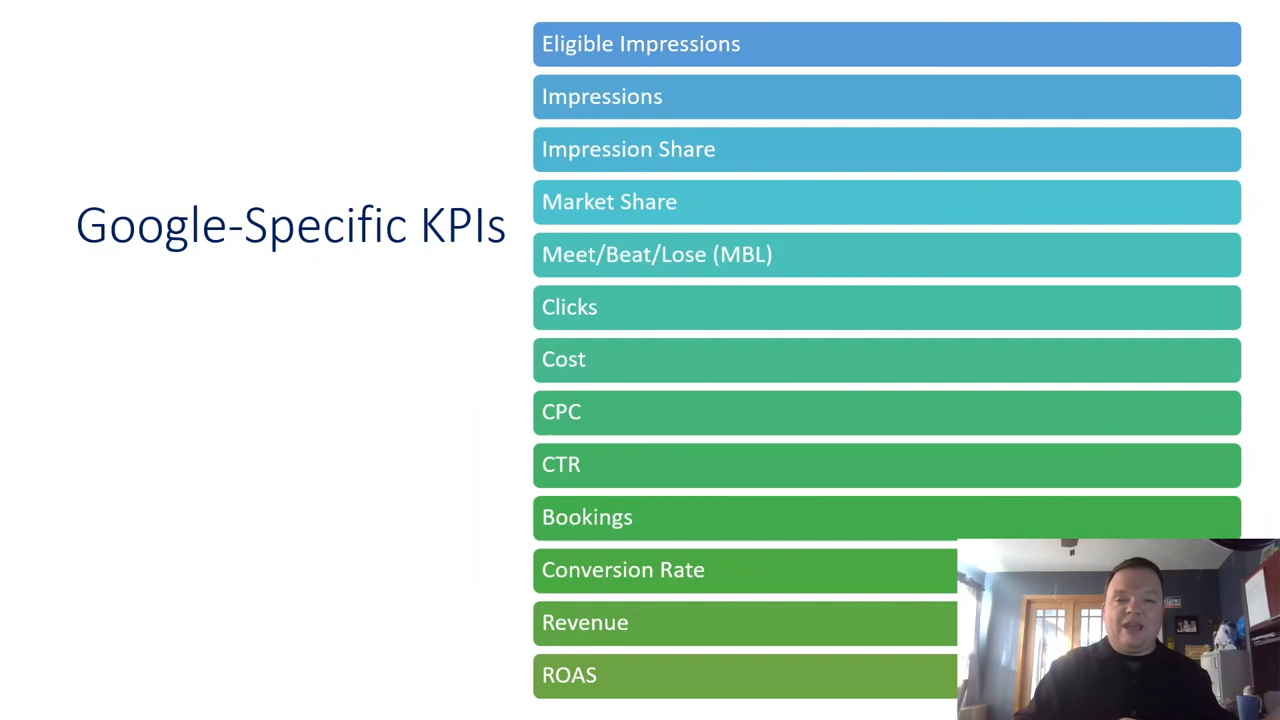 Google-Specific KPIs
Eligible Impressions
Impressions
Impression Share
Market Share
Meet/Beat/Lose (MBL)
Clicks
Cost
CPC
CTR
Bookings
Conversion Rate
Revenue
ROAS